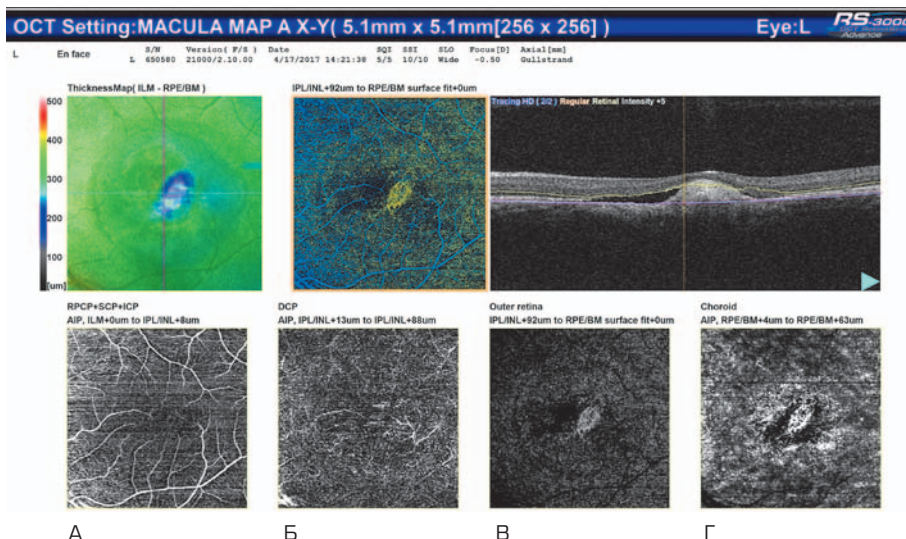 OCT Setting:MACULA MAP A X-Y( 5.1mm x 5.1mm[256 x 256] ) Eye:L RS-3000
Advance
L En face S/N Version( F/S ) Date SQI SSI SLO Focus[D] Axial[mm]
L 650580 21000/2.10.00 4/17/2017 14:21:38 5/5 10/10 Wide -0.50 Gullstrand
ThicknessMap( ILM - RPE/BM ) IPL/INL+92um to RPE/BM surface fit+0um
Tracing HD ( 2/2 ) Regular Retinal Intensity +5
500
400
300
200
100
[um]
RPCP+SCP+ICP DCP Outer retina Choroid
AIP, ILM+0um to IPL/INL+8um AIP, IPL/INL+13um to IPL/INL+88um IPL/INL+92um to RPE/BM surface fit+0um AIP, RPE/BM+4um to RPE/BM+63um
А Б В Г